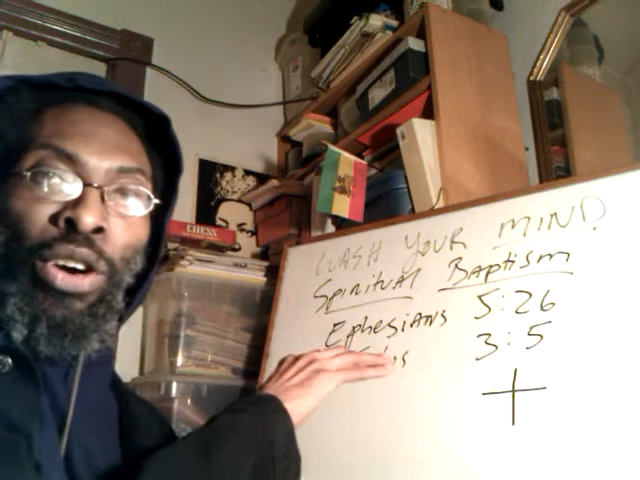 WASH YOUR MIND
Spiritual Baptism
Ephesians 5:26
3:5
CHESS